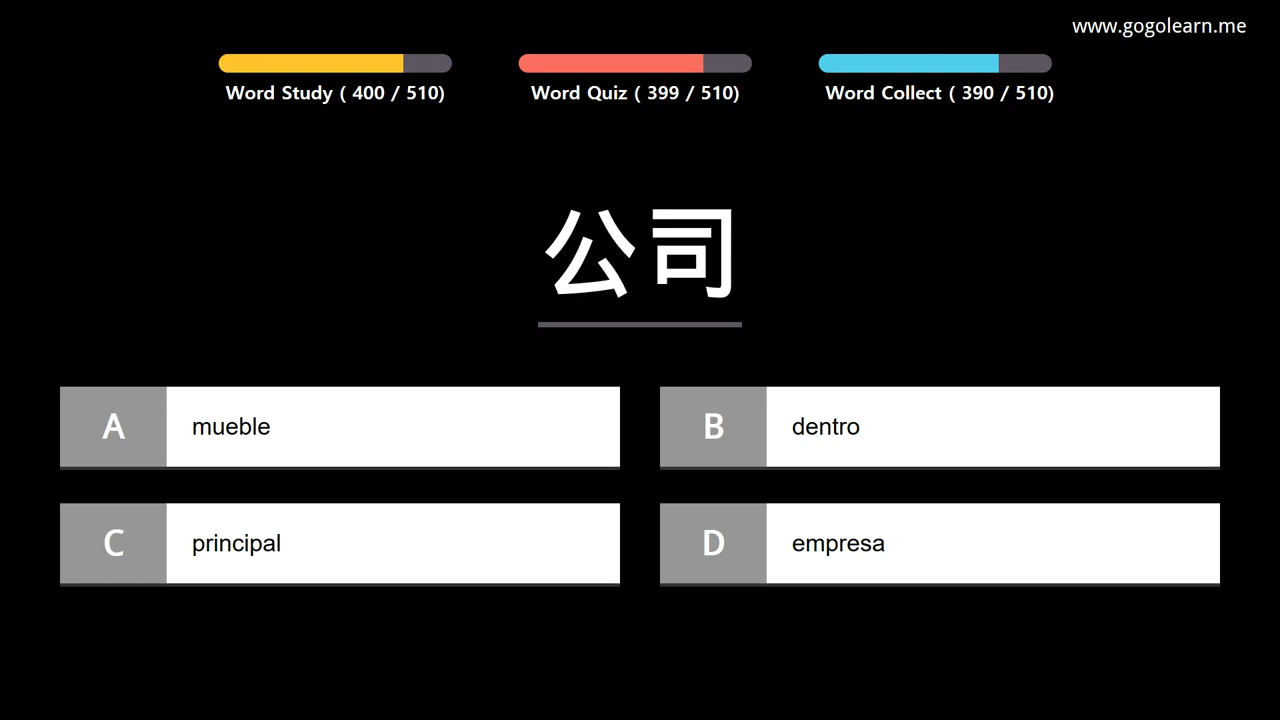 www.gogolearn.me
Word Study ( 400 / 510)
Word Quiz ( 399 / 510)
Word Collect ( 390 / 510)
公司
A mueble
B dentro
C principal
D empresa